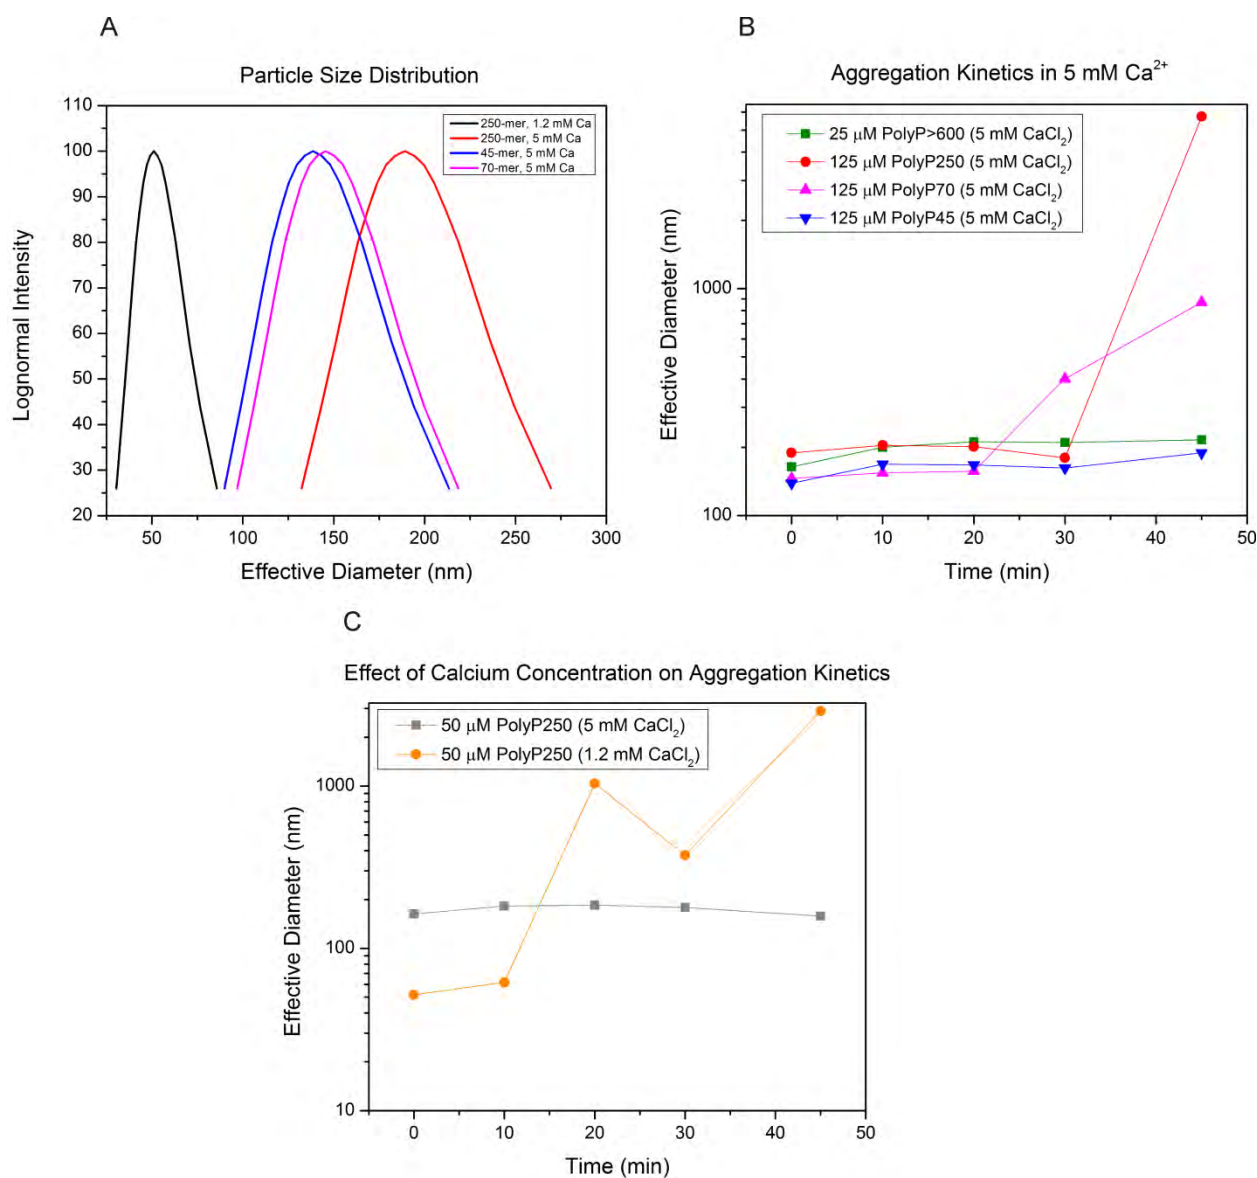 A
Particle Size Distribution
110
100
90
80
70
60
50
40
30
20
50
100
150
200
250
300
Lognormal Intensity
Effective Diameter (nm)
250-mer, 1.2 mM Ca
250-mer, 5 mM Ca
45-mer, 5 mM Ca
70-mer, 5 mM Ca
B
Aggregation Kinetics in 5 mM Ca²⁺
25 μM PolyP>600 (5 mM CaCl₂)
125 μM PolyP250 (5 mM CaCl₂)
125 μM PolyP70 (5 mM CaCl₂)
125 μM PolyP45 (5 mM CaCl₂)
Effective Diameter (nm)
1000
100
0
10
20
30
40
50
Time (min)
C
Effect of Calcium Concentration on Aggregation Kinetics
50 μM PolyP250 (5 mM CaCl₂)
50 μM PolyP250 (1.2 mM CaCl₂)
Effective Diameter (nm)
1000
100
10
0
10
20
30
40
50
Time (min)